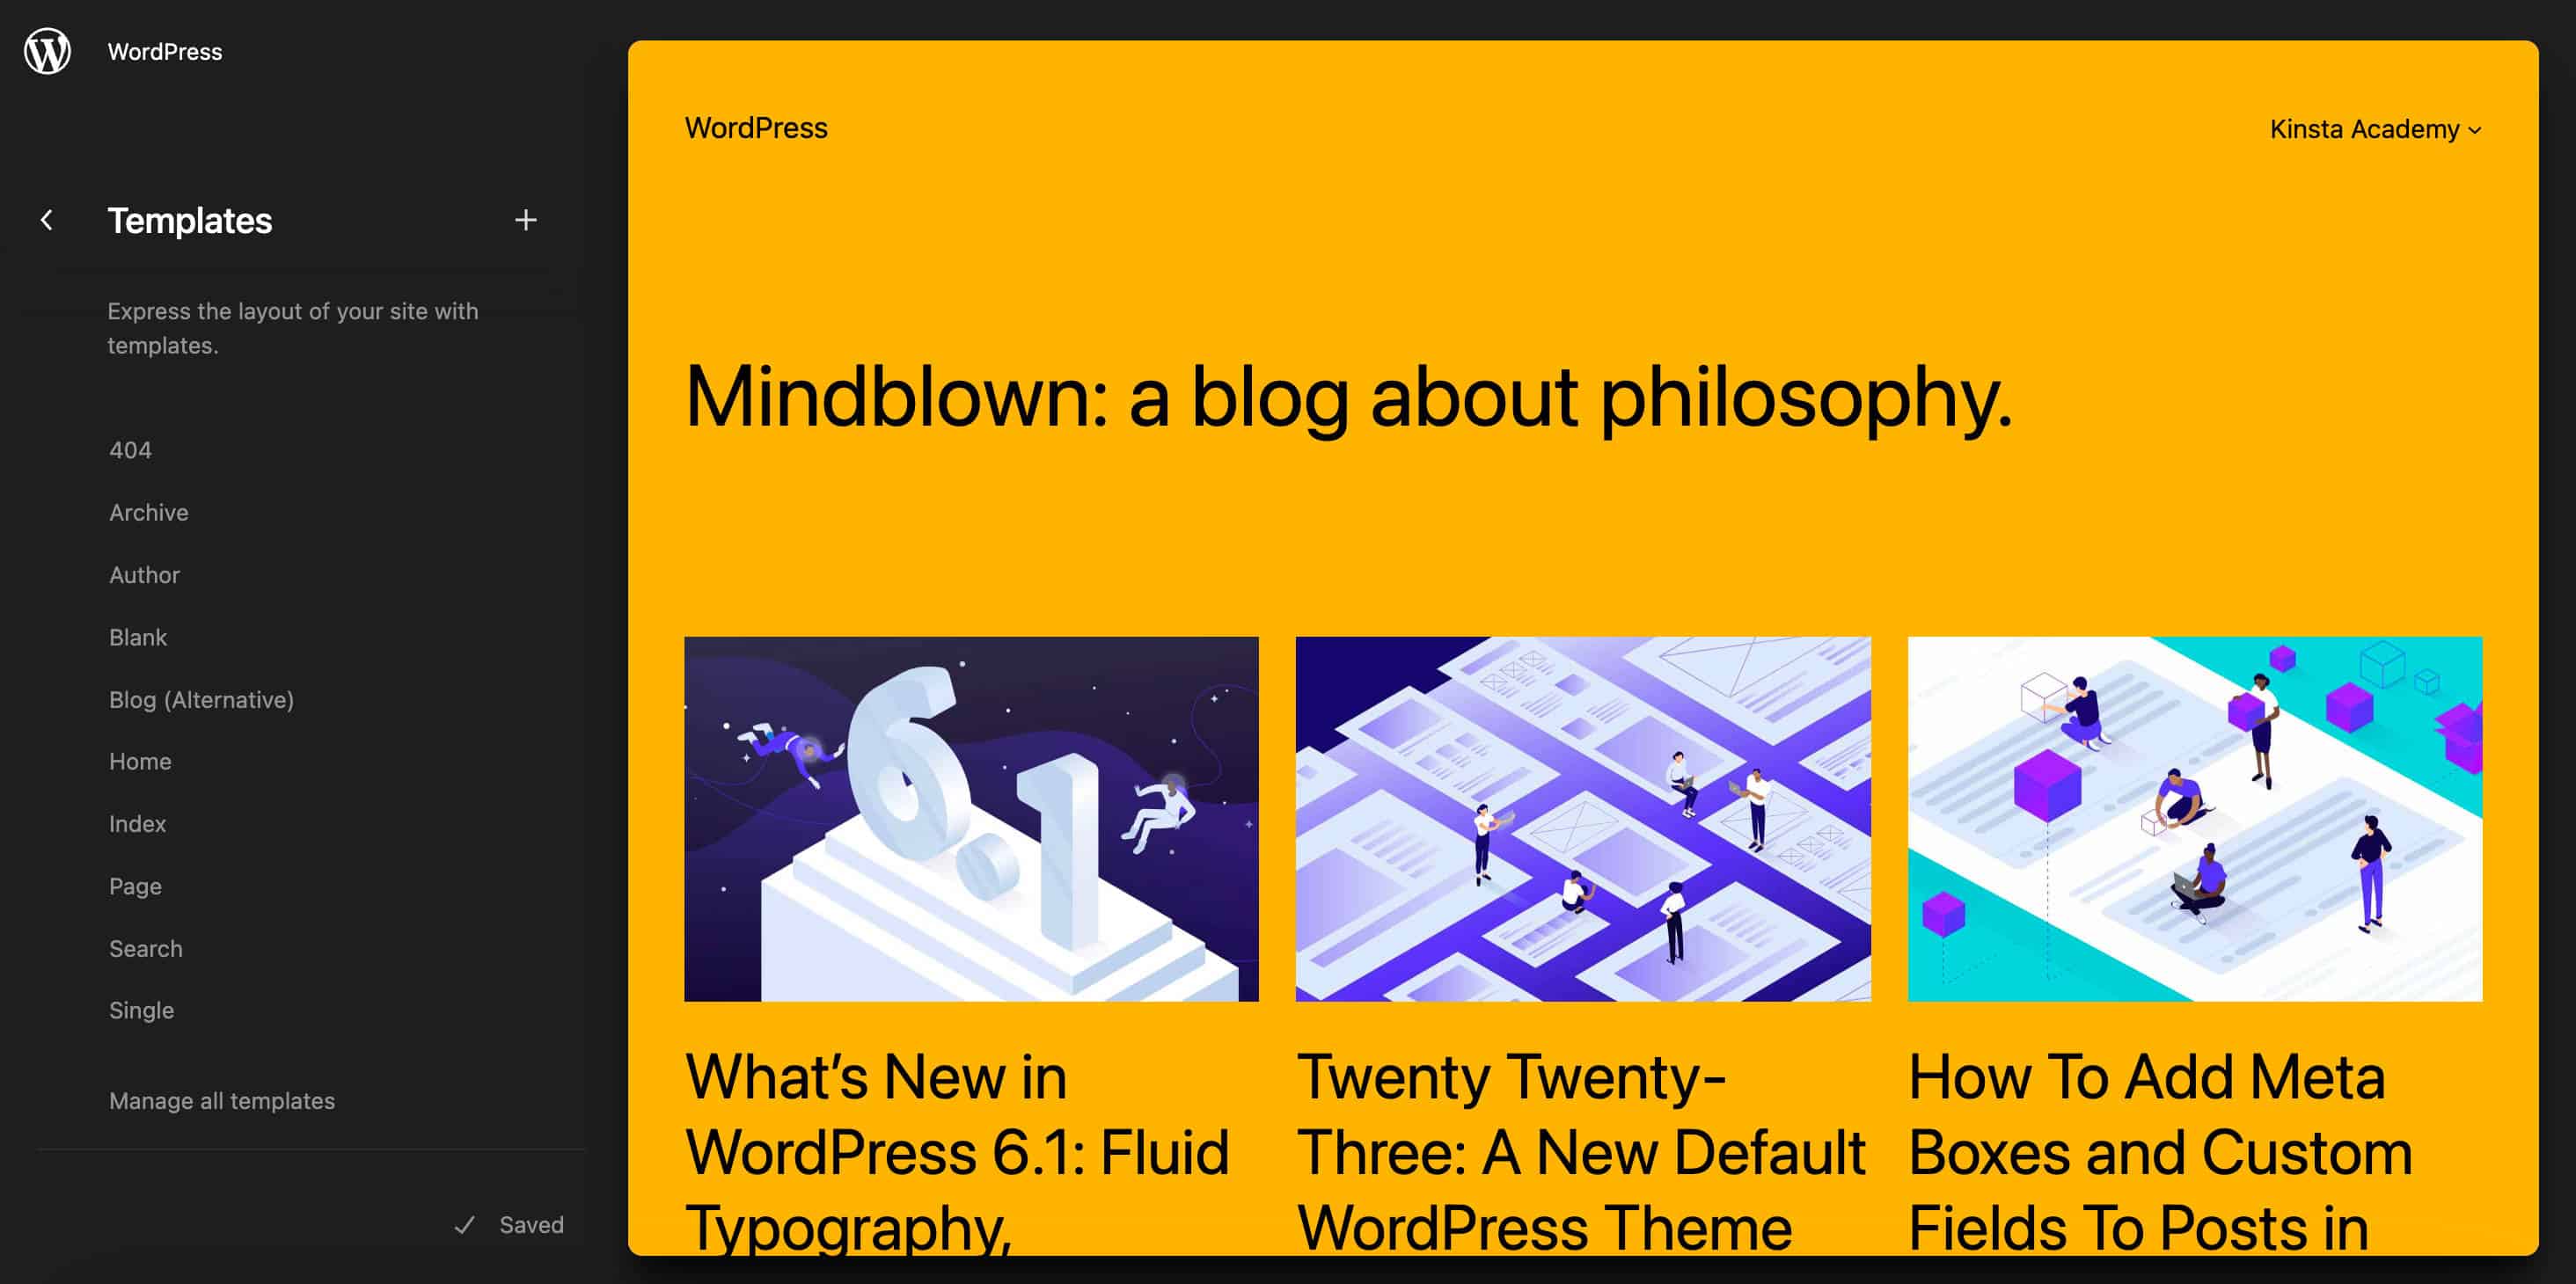 WordPress
Templates
Express the layout of your site with
templates.
404
Archive
Author
Blank
Blog (Alternative)
Home
Index
Page
Search
Single
Manage all templates
Saved
WordPress
Kinsta Academy
Mindblown: a blog about philosophy.
6.1
What’s New in
WordPress 6.1: Fluid
Typography,
Twenty Twenty-
Three: A New Default
WordPress Theme
How To Add Meta
Boxes and Custom
Fields To Posts in